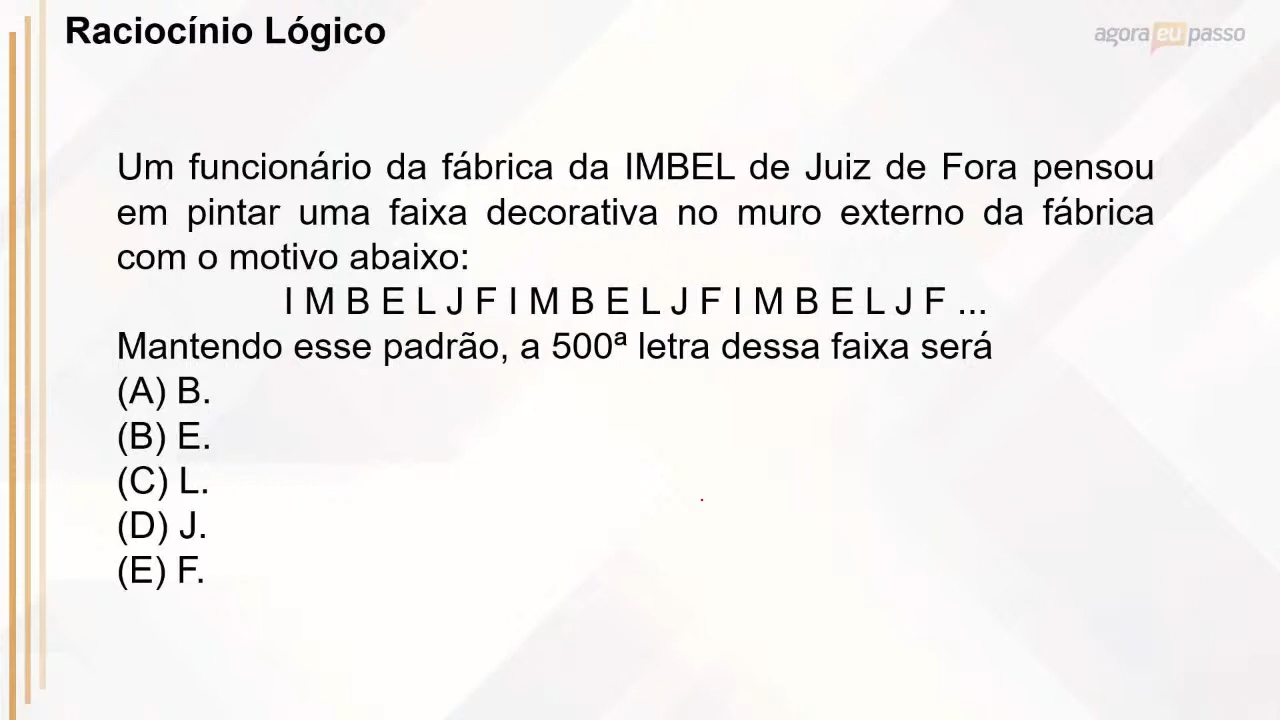 Raciocínio Lógico
agora eu passo
Um funcionário da fábrica da IMBEL de Juiz de Fora pensou
em pintar uma faixa decorativa no muro externo da fábrica
com o motivo abaixo:
I M B E L J F I M B E L J F I M B E L J F ...
Mantendo esse padrão, a 500ª letra dessa faixa será
(A) B.
(B) E.
(C) L.
(D) J.
(E) F.